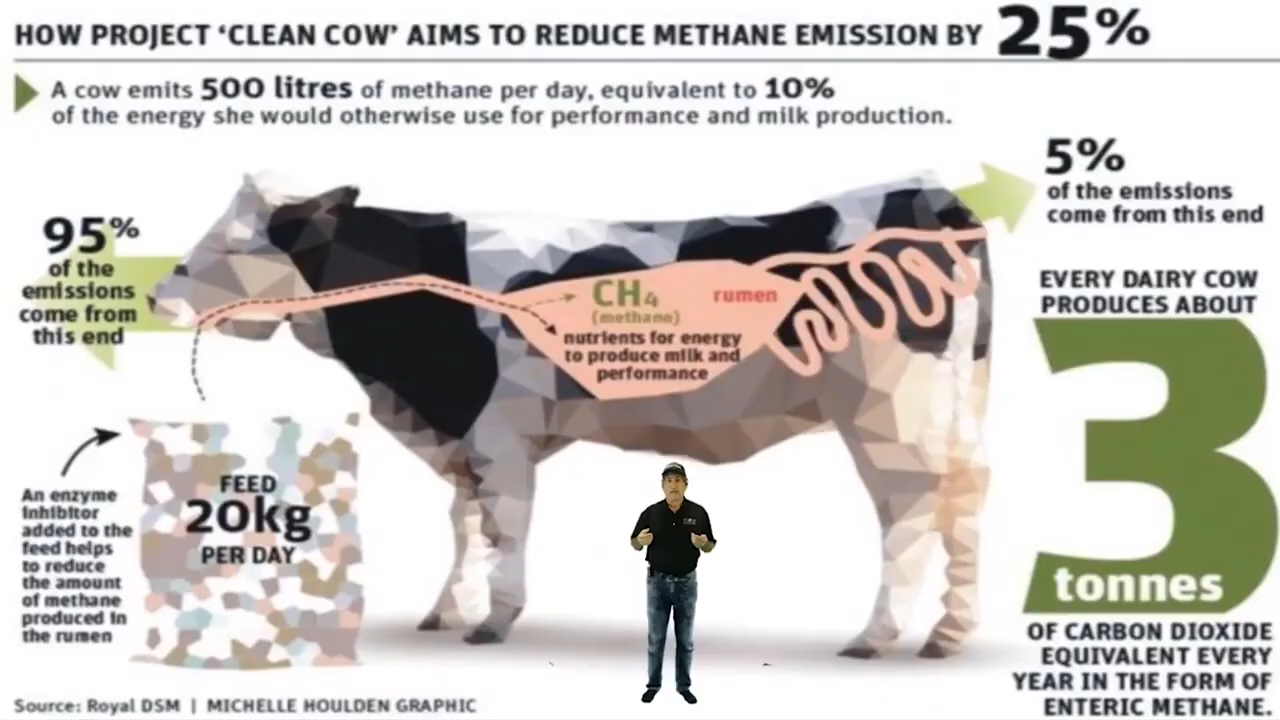 HOW PROJECT ‘CLEAN COW’ AIMS TO REDUCE METHANE EMISSION BY 25%
A cow emits 500 litres of methane per day, equivalent to 10%
of the energy she would otherwise use for performance and milk production.
95%
of the
emissions
come from
this end
5%
of the emissions
come from this end
CH4
(methane)
rumen
nutrients for energy
to produce milk and
performance
EVERY DAIRY COW
PRODUCES ABOUT
3
tonnes
OF CARBON DIOXIDE
EQUIVALENT EVERY
YEAR IN THE FORM OF
ENTERIC METHANE.
An enzyme
inhibitor
added to the
feed helps
to reduce
the amount
of methane
produced in
the rumen
FEED
20kg
PER DAY
Source: Royal DSM | MICHELLE HOULDEN GRAPHIC